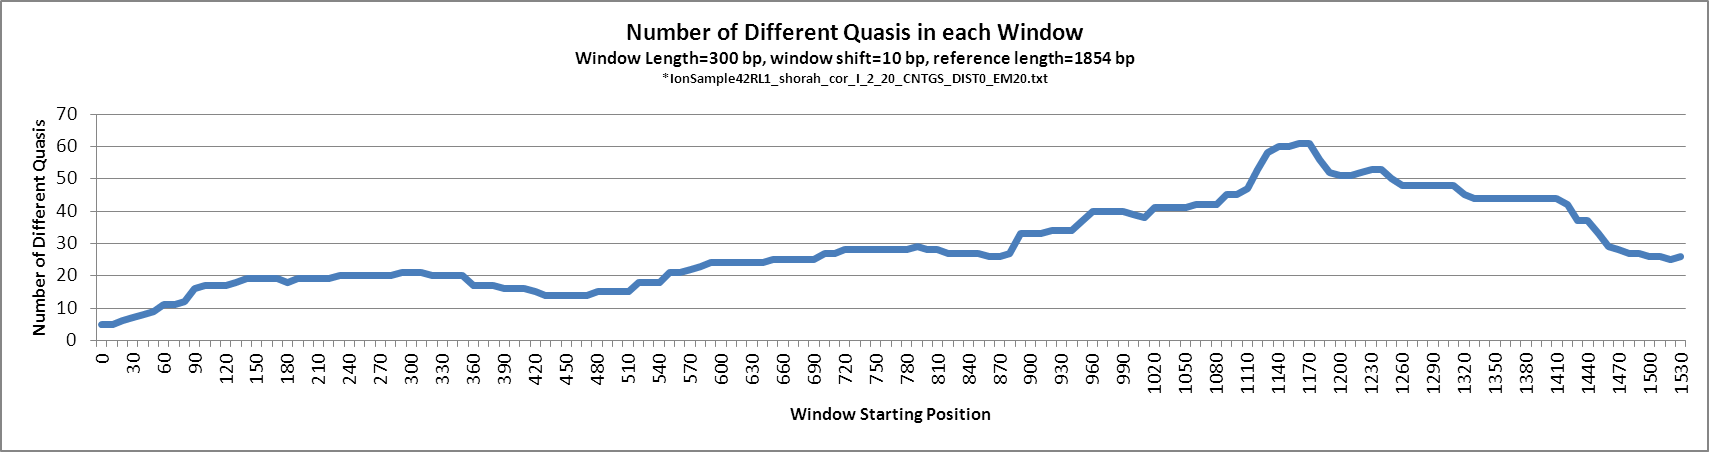 Number of Different Quasis in each Window
Window Length=300 bp, window shift=10 bp, reference length=1854 bp
*IonSample42RL1_shorah_cor_I_2_20_CNTGS_DIST0_EM20.txt
Number of Different Quasis
70
60
50
40
30
20
10
0
0 30 60 90 120 150 180 210 240 270 300 330 360 390 420 450 480 510 540 570 600 630 660 690 720 750 780 810 840 870 900 930 960 990 1020 1050 1080 1110 1140 1170 1200 1230 1260 1290 1320 1350 1380 1410 1440 1470 1500 1530
Window Starting Position